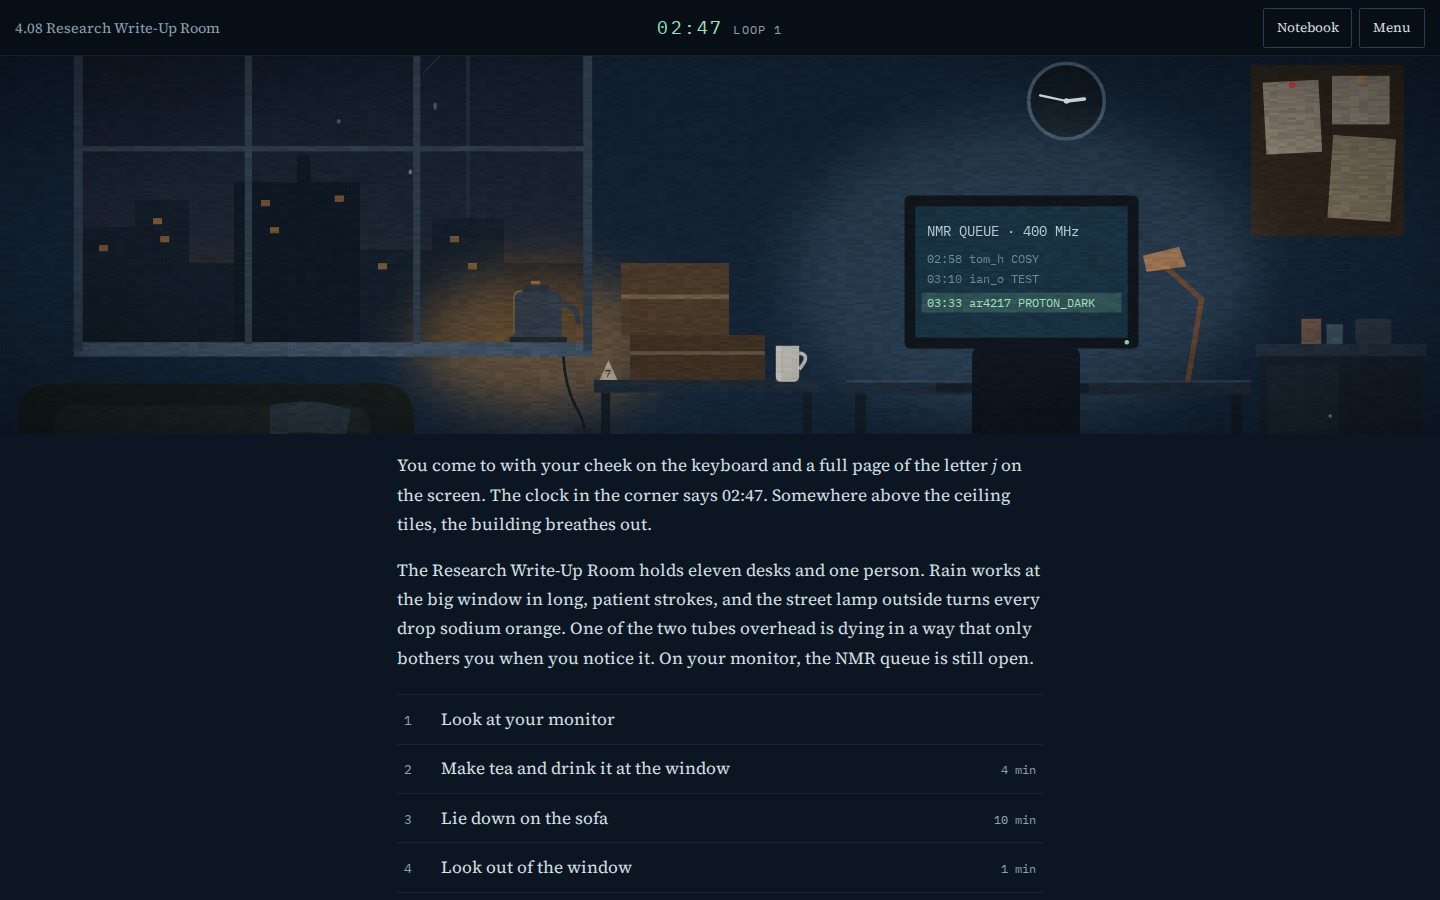 4.08 Research Write-Up Room
02:47 LOOP 1
Notebook
Menu
NMR QUEUE · 400 MHz
02:58 tom_h COSY
03:10 ian_o TEST
03:33 ar4217 PROTON_DARK
7
You come to with your cheek on the keyboard and a full page of the letter j on
the screen. The clock in the corner says 02:47. Somewhere above the ceiling
tiles, the building breathes out.
The Research Write-Up Room holds eleven desks and one person. Rain works at
the big window in long, patient strokes, and the street lamp outside turns every
drop sodium orange. One of the two tubes overhead is dying in a way that only
bothers you when you notice it. On your monitor, the NMR queue is still open.
1 Look at your monitor
2 Make tea and drink it at the window 4 min
3 Lie down on the sofa 10 min
4 Look out of the window 1 min